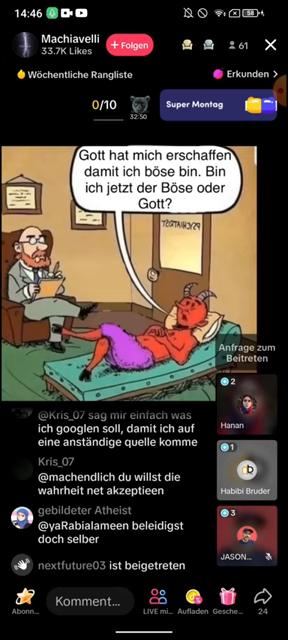 14:46
58
Machiavelli
33.7K Likes
+ Folgen
61
Wöchentliche Rangliste
Erkunden >
0/10
32:50
Super Montag
Gott hat mich erschaffen
damit ich böse bin. Bin
ich jetzt der Böse oder
Gott?
PSYCHIATRIST
Anfrage zum
Beitreten
2
Hanan
1
Habibi Bruder
3
JASON...
@Kris_07 sag mir einfach was
ich googlen soll, damit ich auf
eine anständige quelle komme
Kris_07
@machendlich du willst die
wahrheit net akzeptieen
gebildeter Atheist
@yaRabialameen beleidigst
doch selber
nextfuture03 ist beigetreten
Abonn...
Komment...
LIVE mi...
Aufladen
Gesche...
24